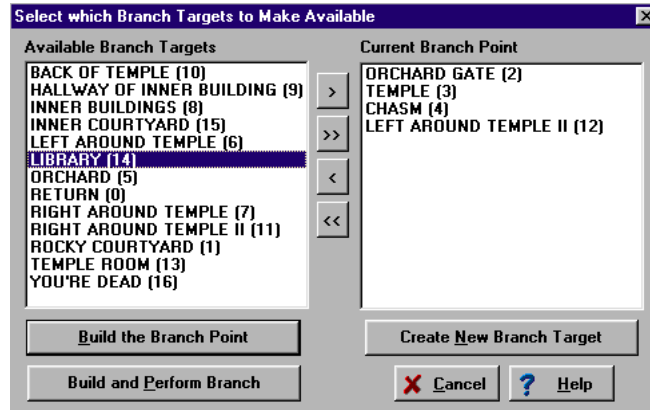 Select which Branch Targets to Make Available
Available Branch Targets
BACK OF TEMPLE (10)
HALLWAY OF INNER BUILDING (9)
INNER BUILDINGS (8)
INNER COURTYARD (15)
LEFT AROUND TEMPLE (6)
LIBRARY (14)
ORCHARD (5)
RETURN (0)
RIGHT AROUND TEMPLE (7)
RIGHT AROUND TEMPLE II (11)
ROCKY COURTYARD (1)
TEMPLE ROOM (13)
YOU'RE DEAD (16)
>
>>
<
<<
Current Branch Point
ORCHARD GATE (2)
TEMPLE (3)
CHASM (4)
LEFT AROUND TEMPLE II (12)
Build the Branch Point
Create New Branch Target
Build and Perform Branch
Cancel
? Help